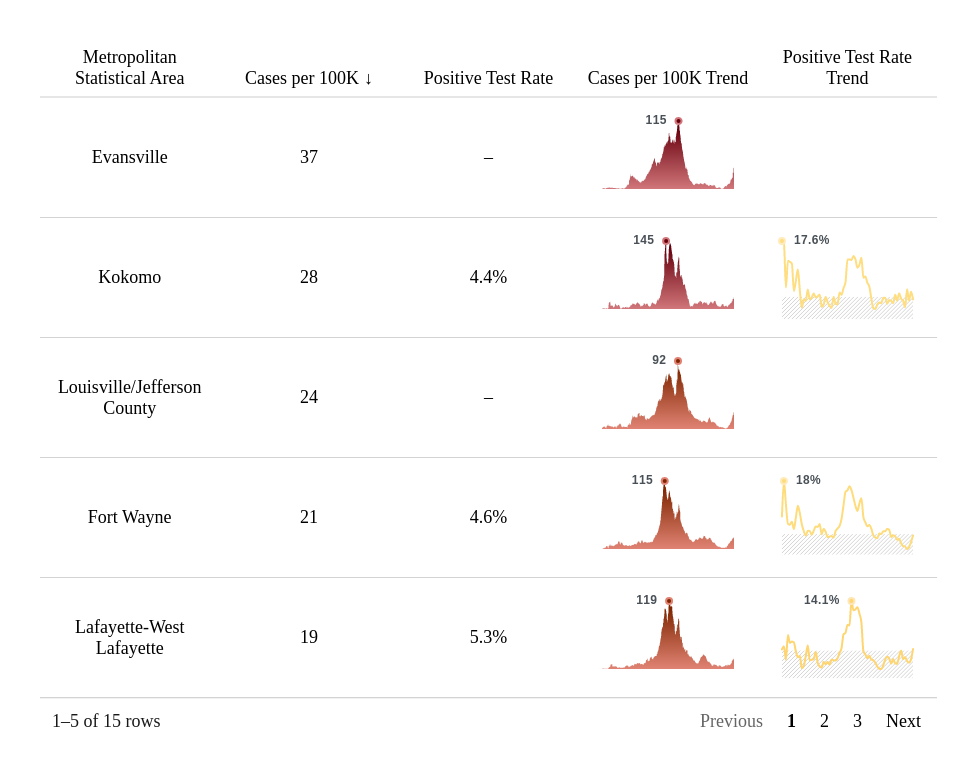 Metropolitan
Statistical Area
Cases per 100K ↓
Positive Test Rate
Cases per 100K Trend
Positive Test Rate
Trend
Evansville
37
–
115
Kokomo
28
4.4%
145
17.6%
Louisville/Jefferson
County
24
–
92
Fort Wayne
21
4.6%
115
18%
Lafayette-West
Lafayette
19
5.3%
119
14.1%
1–5 of 15 rows
Previous 1 2 3 Next